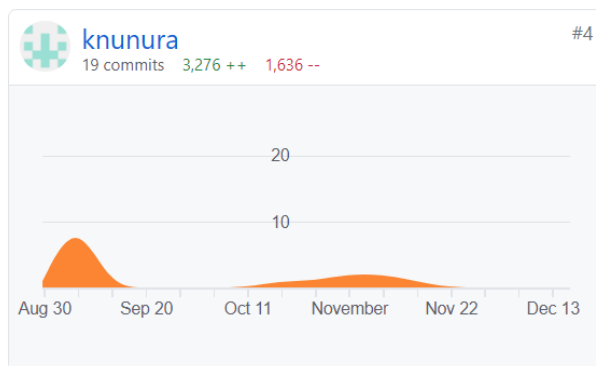 knunura
#4
19 commits 3,276 ++ 1,636 --
20
10
Aug 30 Sep 20 Oct 11 November Nov 22 Dec 13